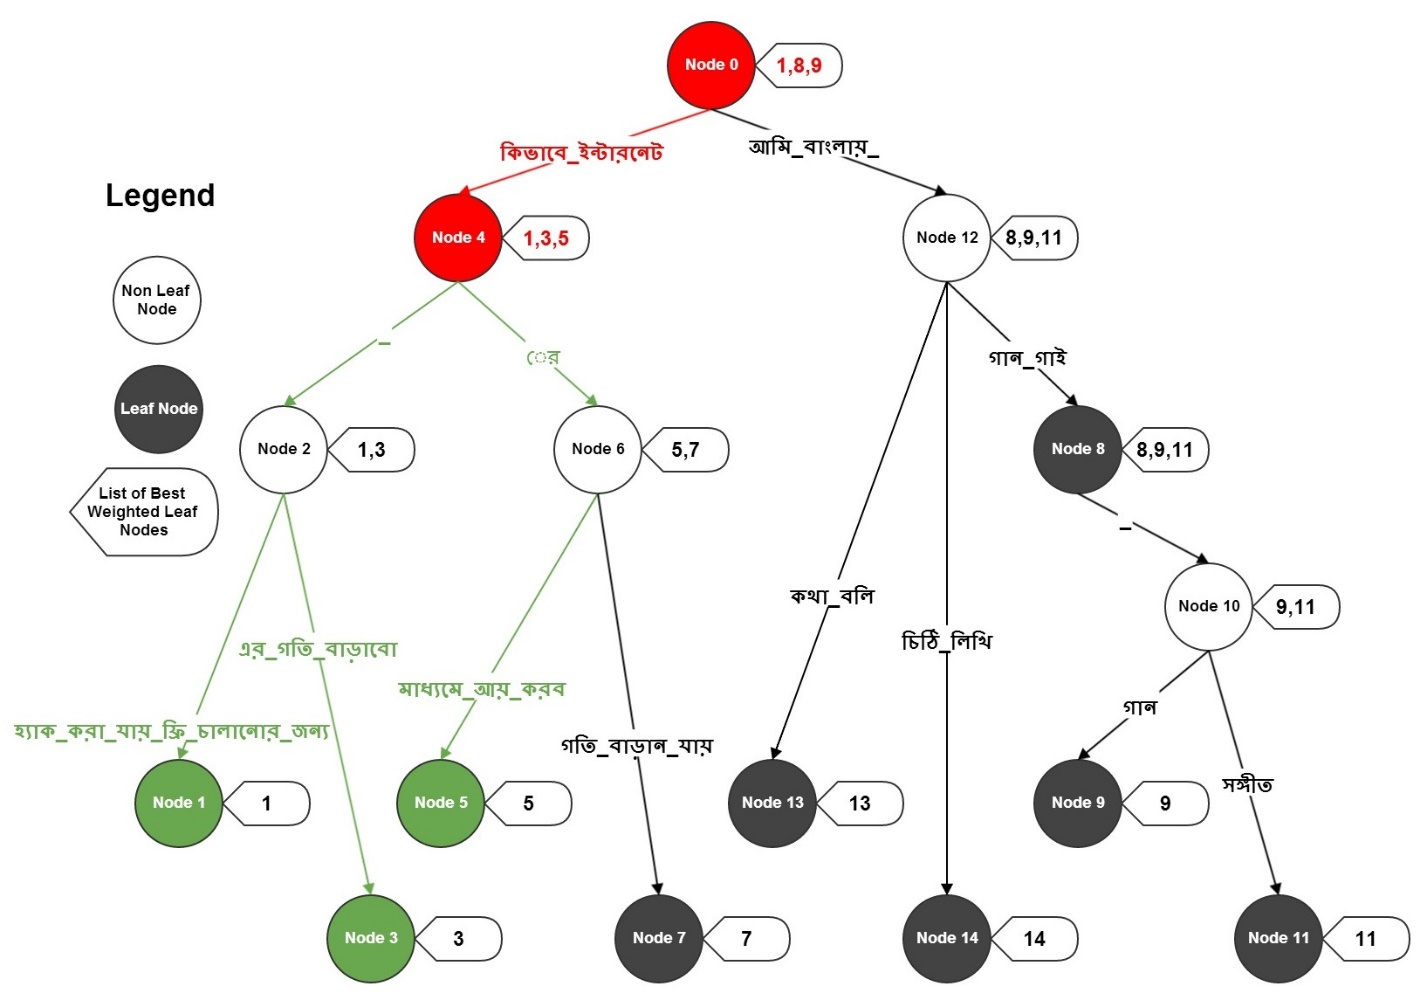 Node 0
1,8,9
কিভাবে_ইন্টারনেট
আমি_বাংলায়_
Legend
Node 4
1,3,5
Node 12
8,9,11
Non Leaf
Node
_
ের
গান_গাই
Leaf Node
Node 2
1,3
Node 6
5,7
Node 8
8,9,11
List of Best
Weighted Leaf
Nodes
_
কথা_বলি
Node 10
9,11
এর_গতি_বাড়াবো
চিঠি_লিখি
মাধ্যমে_আয়_করব
গান
হ্যাক_করা_যায়_ফ্রি_চালানোর_জন্য
গতি_বাড়ান_যায়
সঙ্গীত
Node 1
1
Node 5
5
Node 13
13
Node 9
9
Node 3
3
Node 7
7
Node 14
14
Node 11
11